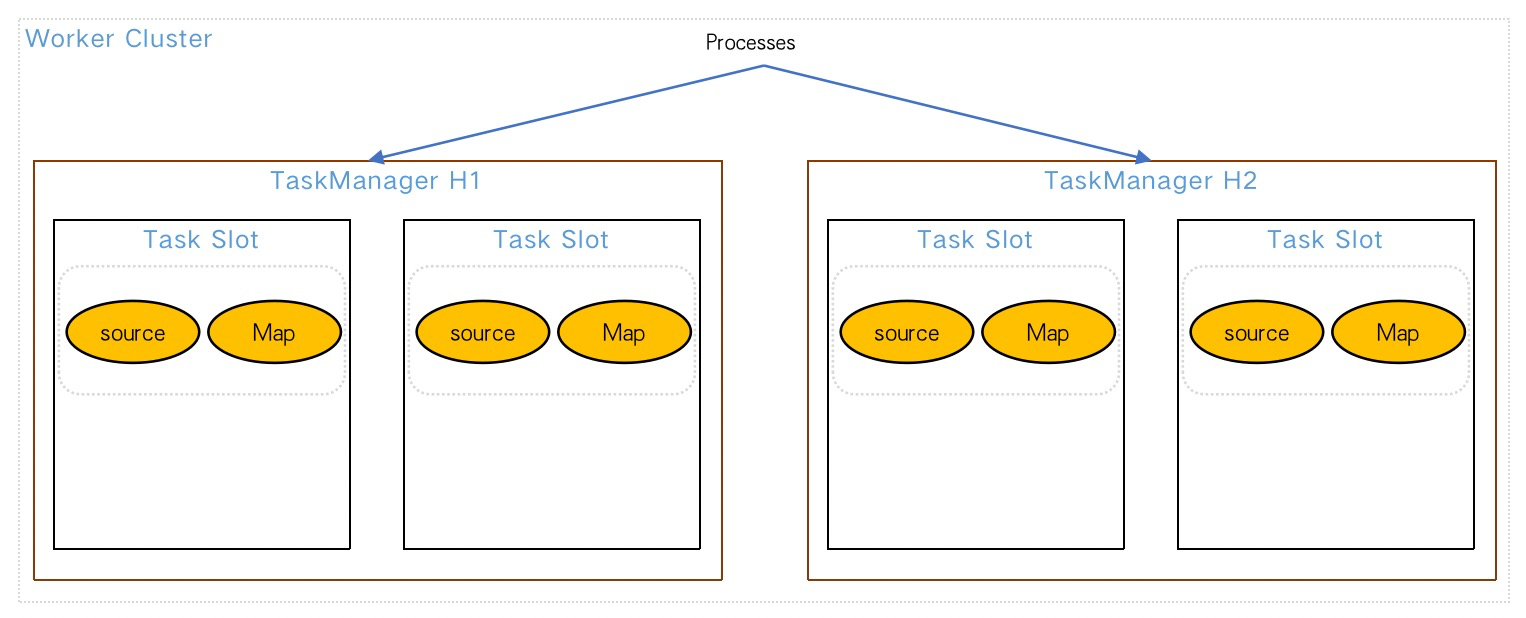 Worker Cluster
Processes
TaskManager H1
Task Slot
source
Map
Task Slot
source
Map
TaskManager H2
Task Slot
source
Map
Task Slot
source
Map